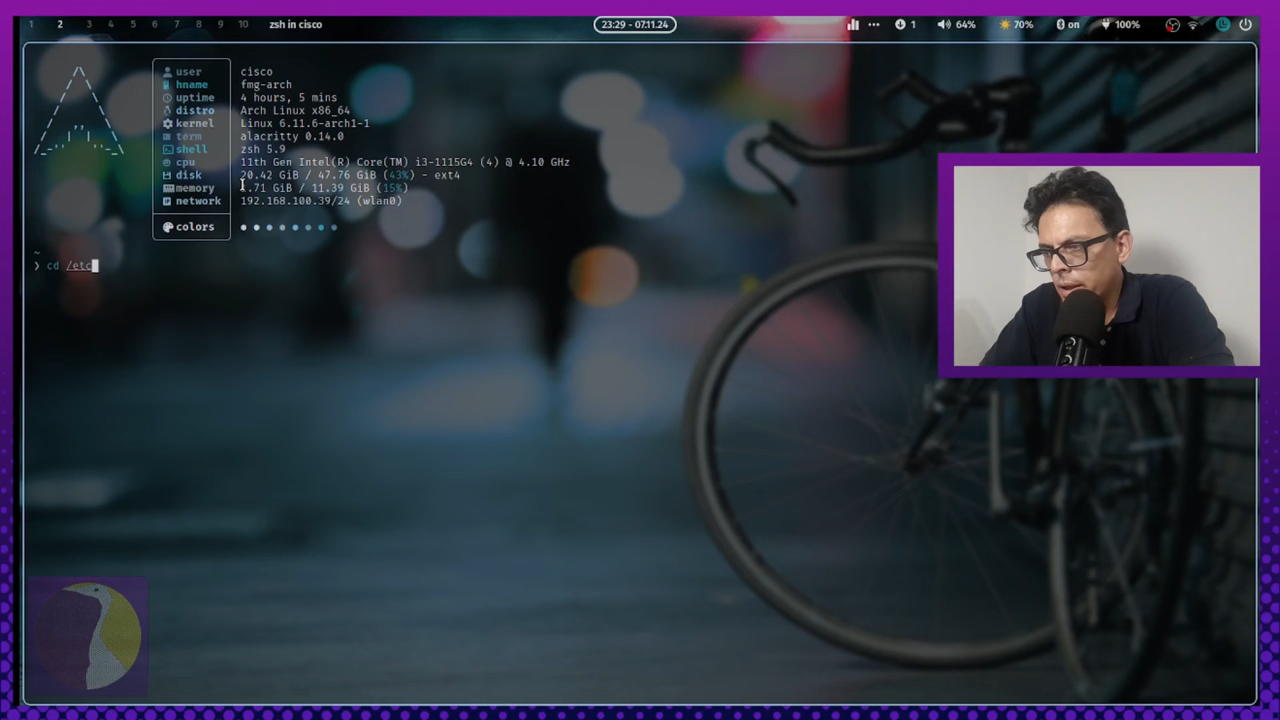 1 2 3 4 5 6 7 8 9 10 zsh in cisco 23:29 - 07.11.24 1 64% 70% on 100%
user cisco
hname fmg-arch
uptime 4 hours, 5 mins
distro Arch Linux x86_64
kernel Linux 6.11.6-arch1-1
term alacritty 0.14.0
shell zsh 5.9
cpu 11th Gen Intel(R) Core(TM) i3-1115G4 (4) @ 4.10 GHz
disk 20.42 GiB / 47.76 GiB (43%) - ext4
memory 1.71 GiB / 11.39 GiB (15%)
network 192.168.100.39/24 (wlan0)
colors
~
❯ cd /etc